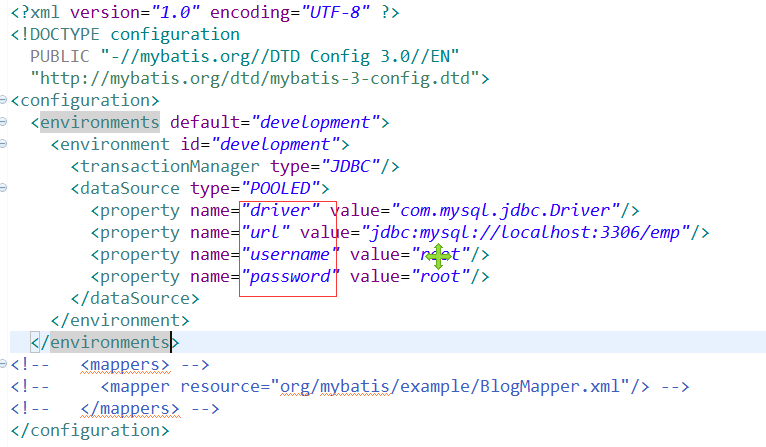 <?xml version="1.0" encoding="UTF-8" ?>
<!DOCTYPE configuration
PUBLIC "-//mybatis.org//DTD Config 3.0//EN"
"http://mybatis.org/dtd/mybatis-3-config.dtd">
<configuration>
<environments default="development">
<environment id="development">
<transactionManager type="JDBC"/>
<dataSource type="POOLED">
<property name="driver" value="com.mysql.jdbc.Driver"/>
<property name="url" value="jdbc:mysql://localhost:3306/emp"/>
<property name="username" value="root"/>
<property name="password" value="root"/>
</dataSource>
</environment>
</environments>
<!-- <mappers> -->
<!-- <mapper resource="org/mybatis/example/BlogMapper.xml"/> -->
<!-- </mappers> -->
</configuration>